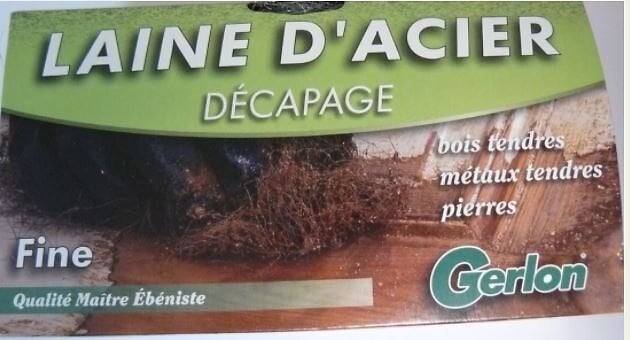 LAINE D'ACIER
DÉCAPAGE
bois tendres
métaux tendres
pierres
Fine
Gerlon
Qualité Maître Ébéniste